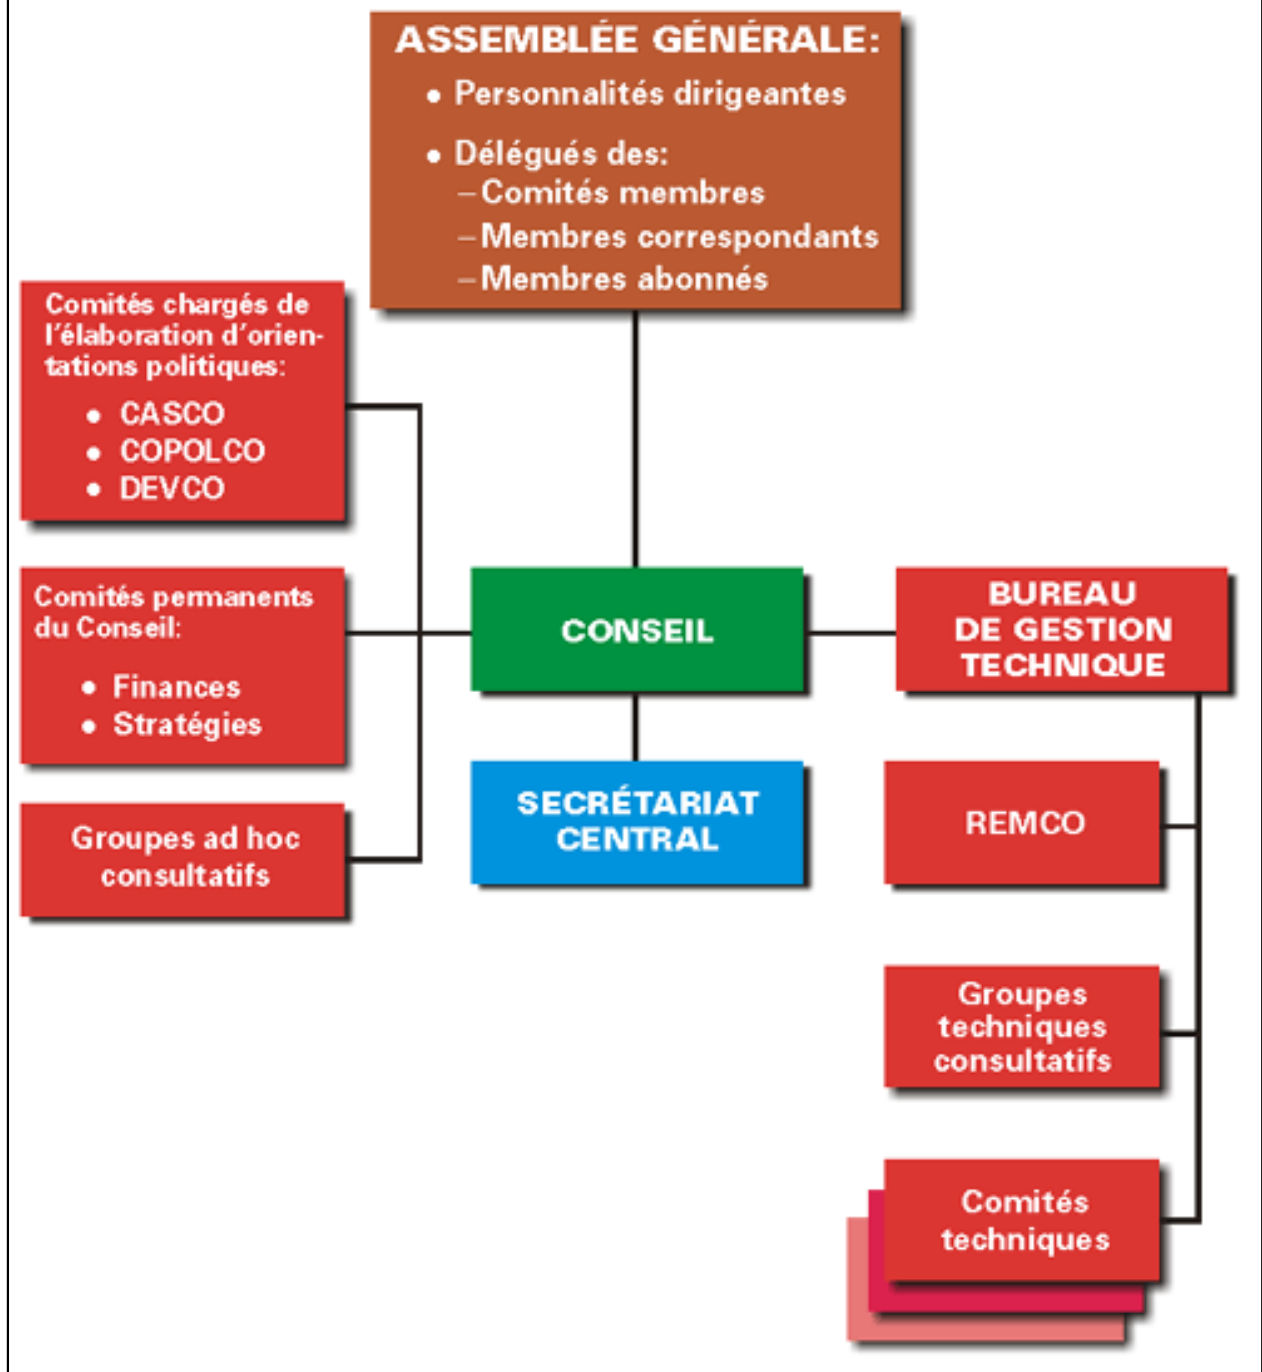 ASSEMBLÉE GÉNÉRALE:
• Personnalités dirigeantes
• Délégués des:
– Comités membres
– Membres correspondants
– Membres abonnés
Comités chargés de
l'élaboration d'orien-
tations politiques:
• CASCO
• COPOLCO
• DEVCO
Comités permanents
du Conseil:
• Finances
• Stratégies
Groupes ad hoc
consultatifs
CONSEIL
SECRÉTARIAT
CENTRAL
BUREAU
DE GESTION
TECHNIQUE
REMCO
Groupes
techniques
consultatifs
Comités
techniques